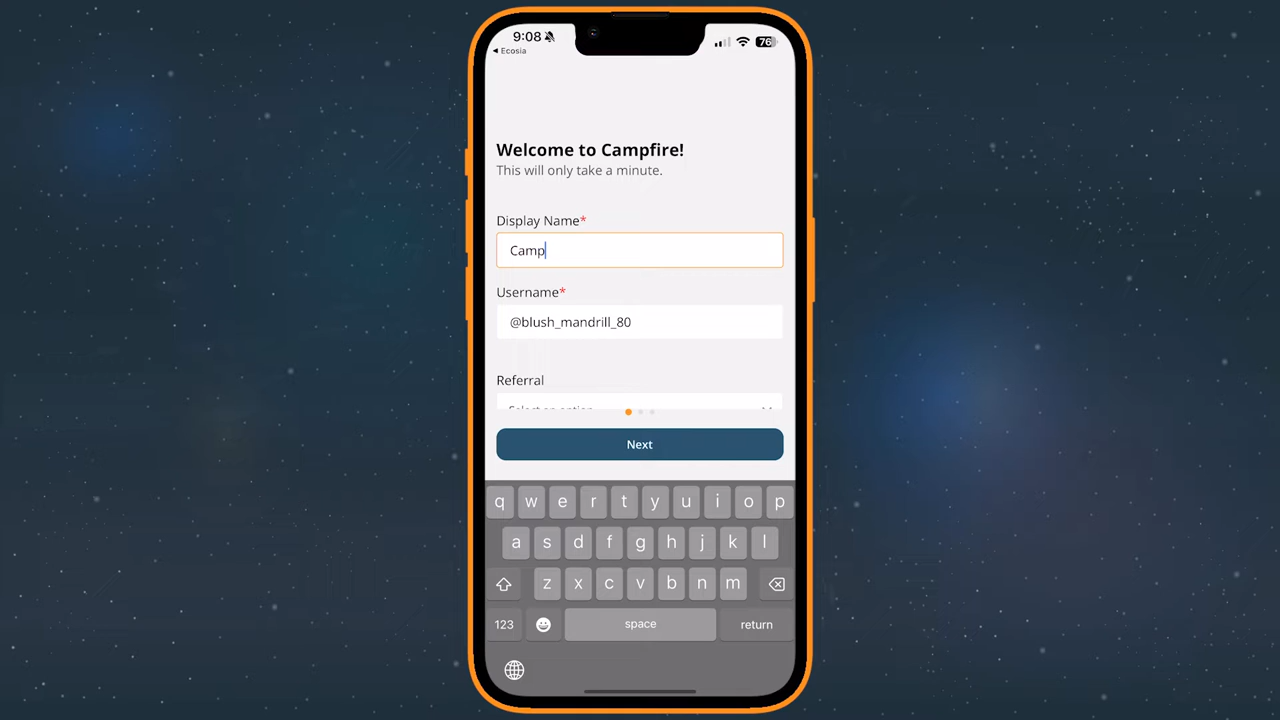 9:08
76
◀ Ecosia
Welcome to Campfire!
This will only take a minute.
Display Name*
Camp
Username*
@blush_mandrill_80
Referral
Select an option
Next
q w e r t y u i o p
a s d f g h j k l
z x c v b n m
123 space return